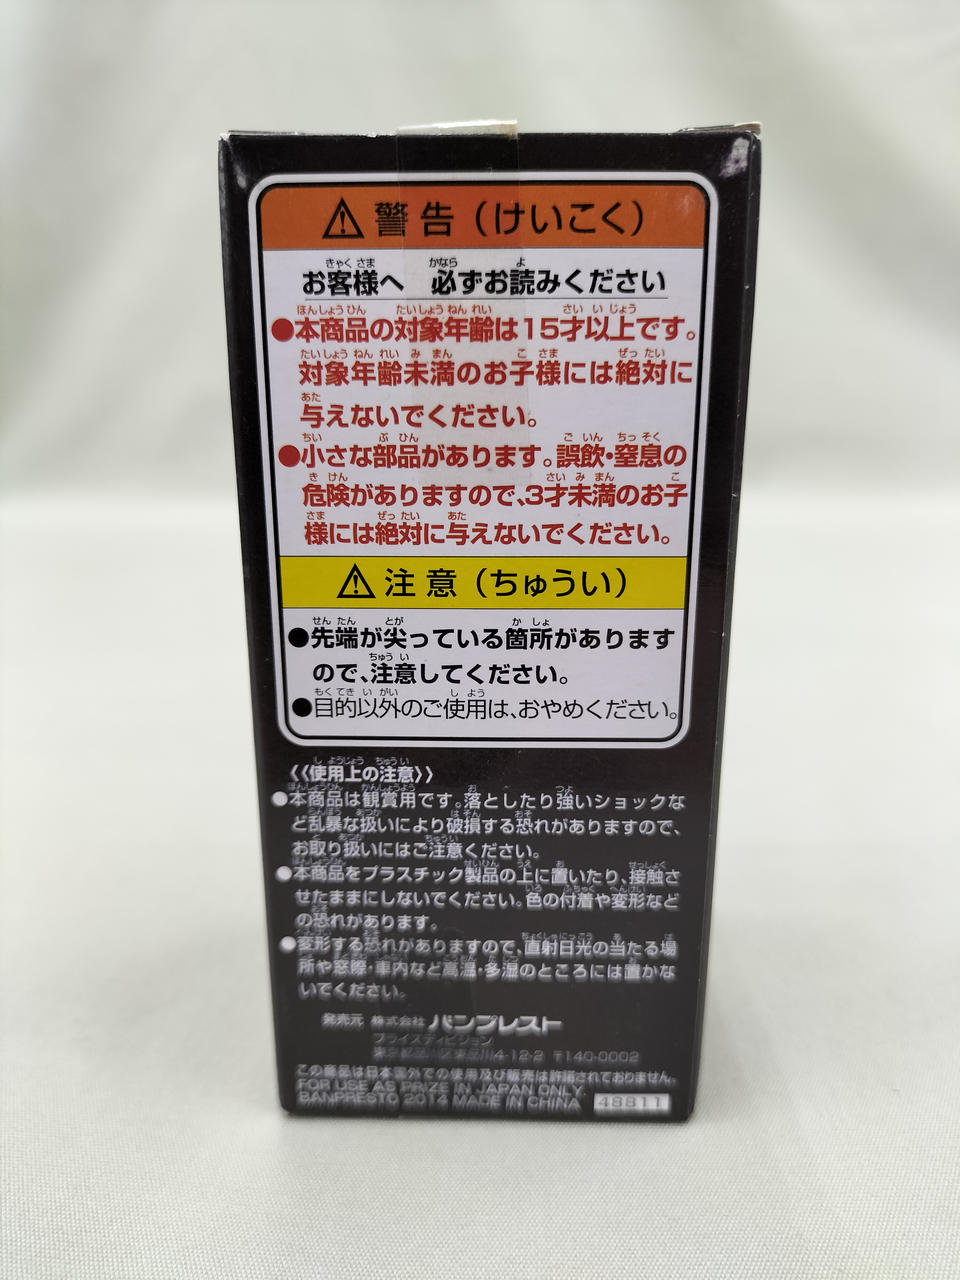 ⚠警告（けいこく）
お客様へ　必ずお読みください
●本商品の対象年齢は15才以上です。
対象年齢未満のお子様には絶対に
与えないでください。
●小さな部品があります。誤飲・窒息の
危険がありますので、3才未満のお子
様には絶対に与えないでください。
⚠注意（ちゅうい）
●先端が尖っている箇所があります
ので、注意してください。
●目的以外のご使用は、おやめください。
《使用上の注意》
●本商品は観賞用です。落としたり強いショックな
ど乱暴な扱いにより破損する恐れがありますので、
お取り扱いにはご注意ください。
●本商品をプラスチック製品の上に置いたり、接触さ
せたままにしないでください。色の付着や変形など
の恐れがあります。
●変形する恐れがありますので、直射日光の当たる場
所や窓際・車内など高温・多湿のところには置かな
いでください。
発売元 株式会社 バンプレスト
プライズディビジョン
東京都品川区東品川4-12-2 〒140-0002
この商品は日本国外での使用及び販売は許諾されておりません。
FOR USE AS PRIZE IN JAPAN ONLY.
BANPRESTO 2014 MADE IN CHINA 48811